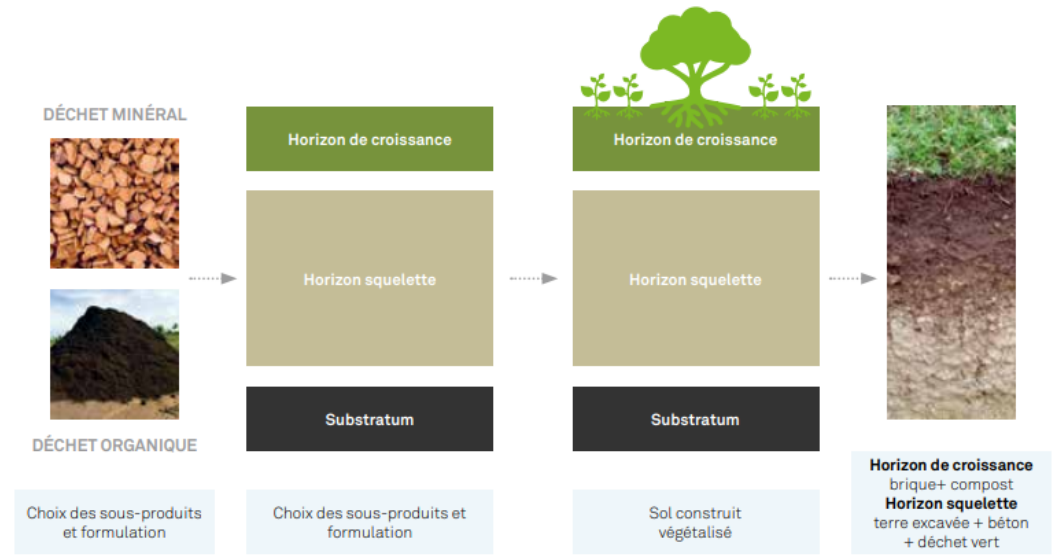 DÉCHET MINÉRAL
DÉCHET ORGANIQUE
Choix des sous-produits
et formulation
Horizon de croissance
Horizon squelette
Substratum
Choix des sous-produits et
formulation
Horizon de croissance
Horizon squelette
Substratum
Sol construit
végétalisé
Horizon de croissance
brique+ compost
Horizon squelette
terre excavée + béton
+ déchet vert